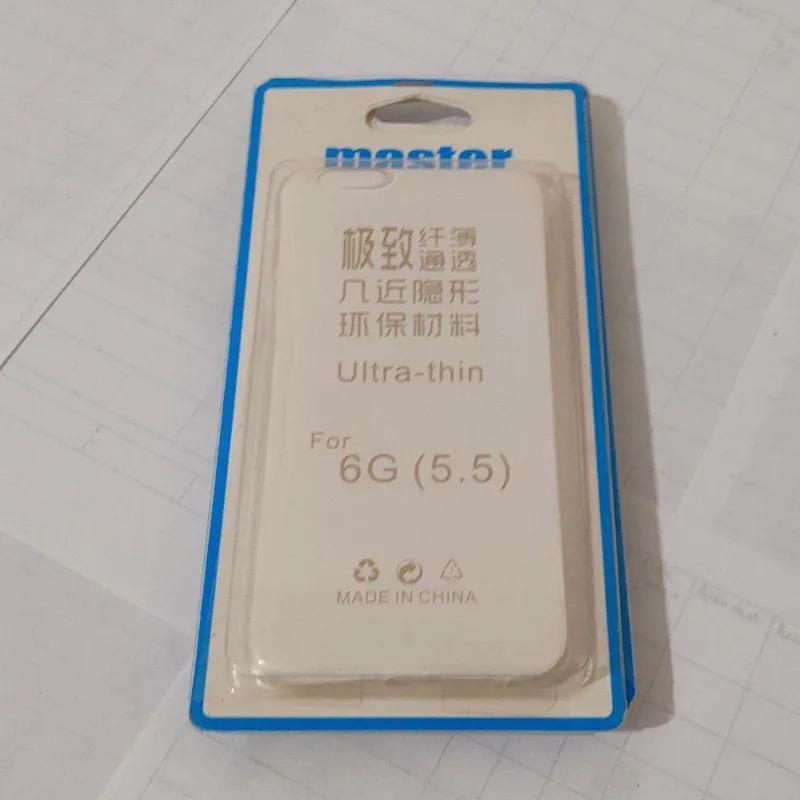 master
极致纤薄
通透
几近隐形
环保材料
Ultra-thin
For
6G (5.5)
MADE IN CHINA